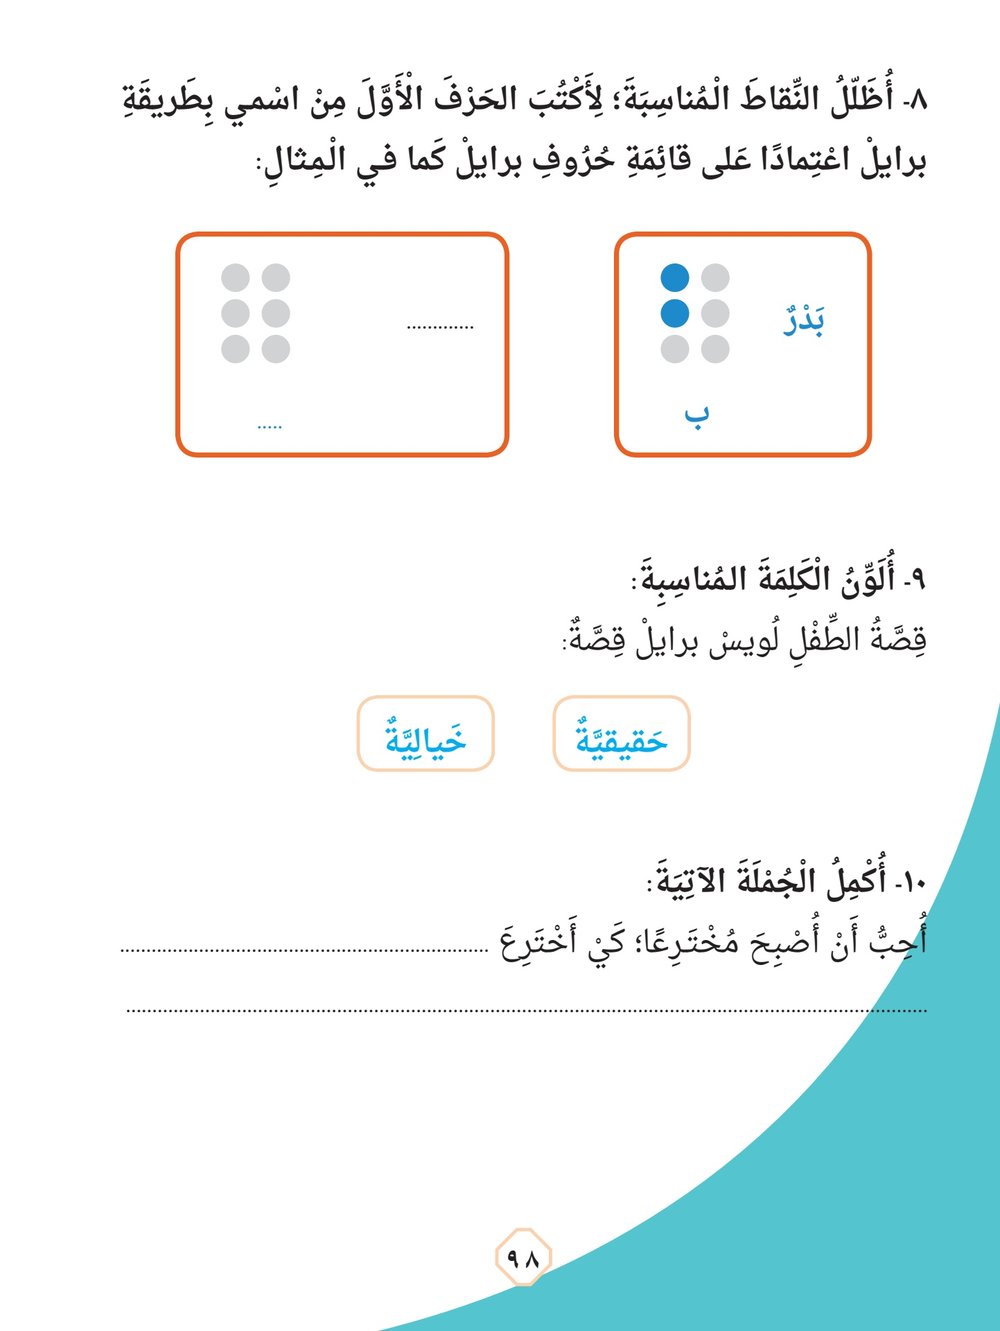 ٨- أُظَلّلُ النِّقاطَ الْمُناسِبَةَ؛ لِأَكْتُبَ الحَرْفَ الْأَوَّلَ مِنْ اسْمي بِطَريقَةِ
برايلْ اعْتِمادًا عَلى قائِمَةِ حُرُوفِ برايلْ كَما في الْمِثالِ:
بَدْرٌ
.............
ب
.....
٩- أُلَوِّنُ الْكَلِمَةَ المُناسِبِةَ:
قِصَّةُ الطِّفْلِ لُويسْ برايلْ قِصَّةٌ:
حَقيقيَّةٌ
خَيالِيَّةٌ
١٠- أُكْمِلُ الْجُمْلَةَ الآتِيَةَ:
أُحِبُّ أَنْ أُصْبِحَ مُخْتَرِعًا؛ كَيْ أَخْتَرِعَ ......................................................................
..........................................................................................................................................................
٩٨